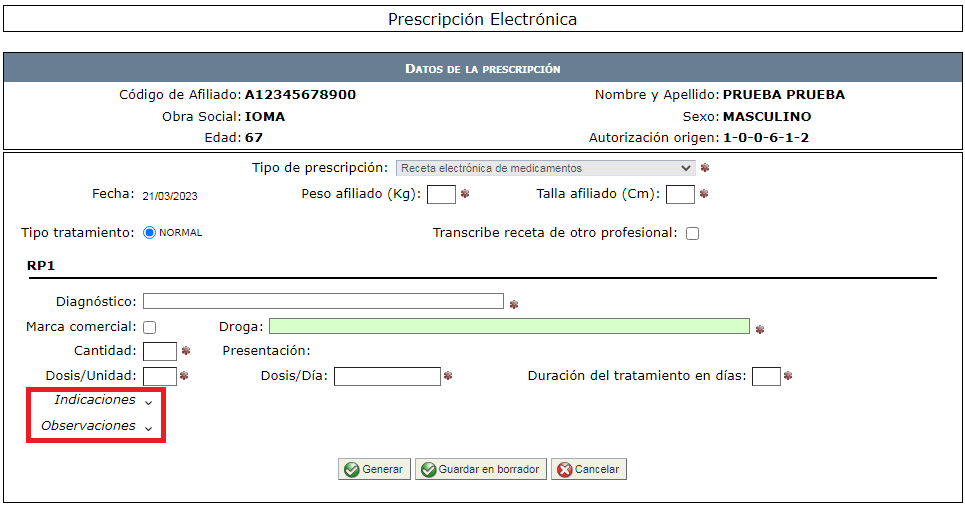 Prescripción Electrónica
DATOS DE LA PRESCRIPCIÓN
Código de Afiliado: A12345678900 Nombre y Apellido: PRUEBA PRUEBA
Obra Social: IOMA Sexo: MASCULINO
Edad: 67 Autorización origen: 1-0-0-6-1-2
Tipo de prescripción: Receta electrónica de medicamentos
Fecha: 21/03/2023 Peso afiliado (Kg): Talla afiliado (Cm):
Tipo tratamiento: NORMAL Transcribe receta de otro profesional:
RP1
Diagnóstico:
Marca comercial: Droga:
Cantidad: Presentación:
Dosis/Unidad: Dosis/Día: Duración del tratamiento en días:
Indicaciones
Observaciones
Generar Guardar en borrador Cancelar